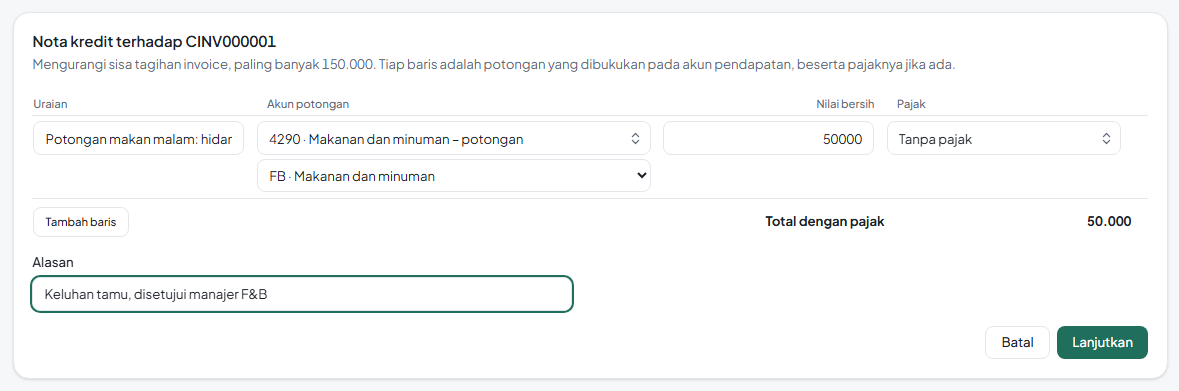 Nota kredit terhadap CINV000001
Mengurangi sisa tagihan invoice, paling banyak 150.000. Tiap baris adalah potongan yang dibukukan pada akun pendapatan, beserta pajaknya jika ada.
Uraian Akun potongan Nilai bersih Pajak
Potongan makan malam: hidar 4290 · Makanan dan minuman – potongan 50000 Tanpa pajak
FB · Makanan dan minuman
Tambah baris Total dengan pajak 50.000
Alasan
Keluhan tamu, disetujui manajer F&B
Batal Lanjutkan